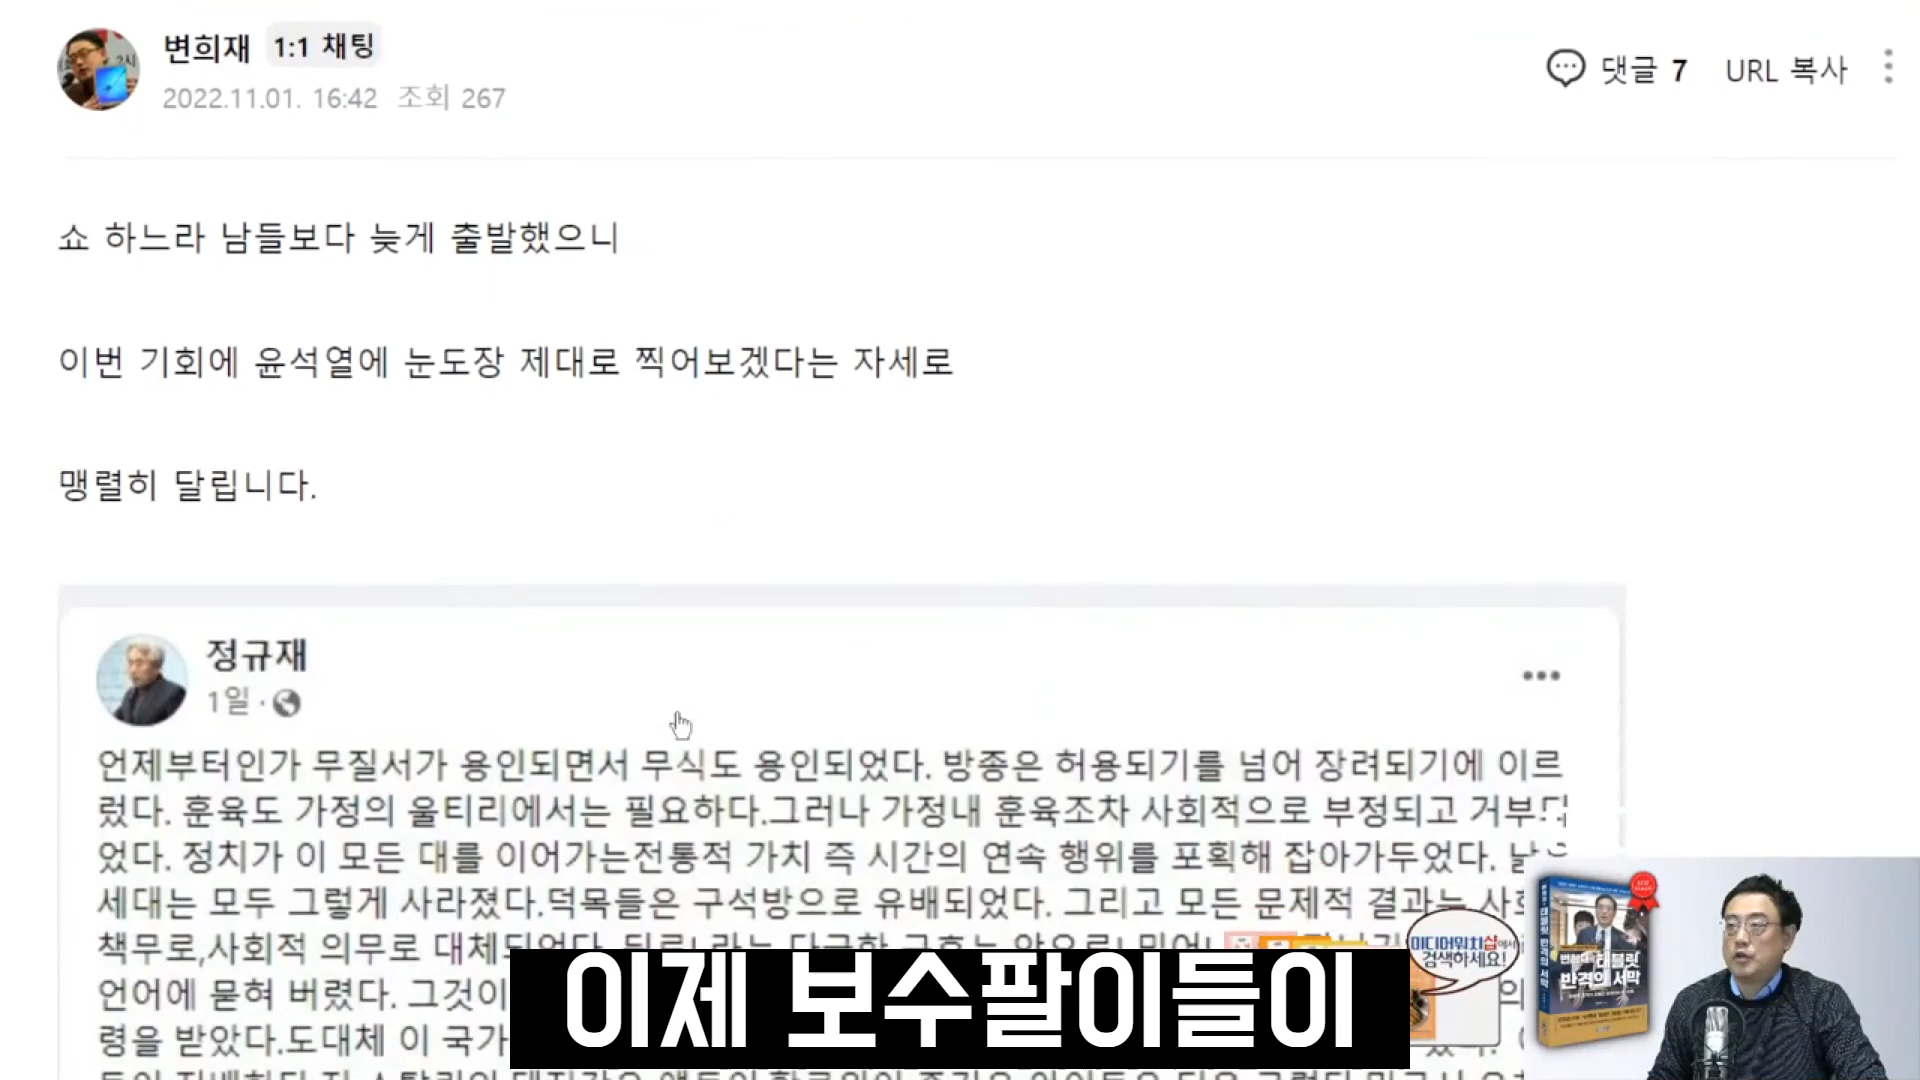 변희재 1:1 채팅
2022.11.01. 16:42 조회 267
댓글 7 URL 복사
쇼 하느라 남들보다 늦게 출발했으니
이번 기회에 윤석열에 눈도장 제대로 찍어보겠다는 자세로
맹렬히 달립니다.
정규재
1일
언제부터인가 무질서가 용인되면서 무식도 용인되었다. 방종은 허용되기를 넘어 장려되기에 이르
렀다. 훈육도 가정의 울티리에서는 필요하다.그러나 가정내 훈육조차 사회적으로 부정되고 거부되
었다. 정치가 이 모든 대를 이어가는전통적 가치 즉 시간의 연속 행위를 포획해 잡아가두었다. 낡은
세대는 모두 그렇게 사라졌다.덕목들은 구석방으로 유배되었다. 그리고 모든 문제적 결과는
책무로,사회적 의무로
언어에 묻혀 버렸다. 그것이
령을 받았다.도대체 이 국가
이제 보수팔이들이
미디어워치샵에서
검색하세요!
태블릿
반격의 서막